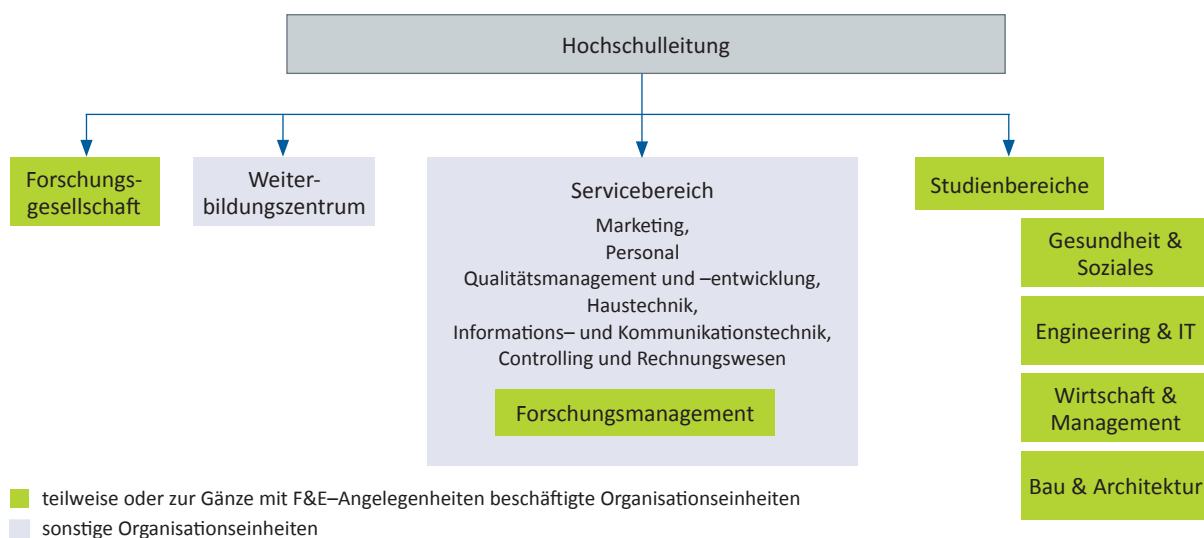 Hochschulleitung
Forschungs-
gesellschaft
Weiter-
bildungszentrum
Servicebereich
Marketing,
Personal
Qualitätsmanagement und –entwicklung,
Haustechnik,
Informations– und Kommunikationstechnik,
Controlling und Rechnungswesen
Forschungsmanagement
Studienbereiche
Gesundheit &
Soziales
Engineering & IT
Wirtschaft &
Management
Bau & Architektur
teilweise oder zur Gänze mit F&E–Angelegenheiten beschäftigte Organisationseinheiten
sonstige Organisationseinheiten